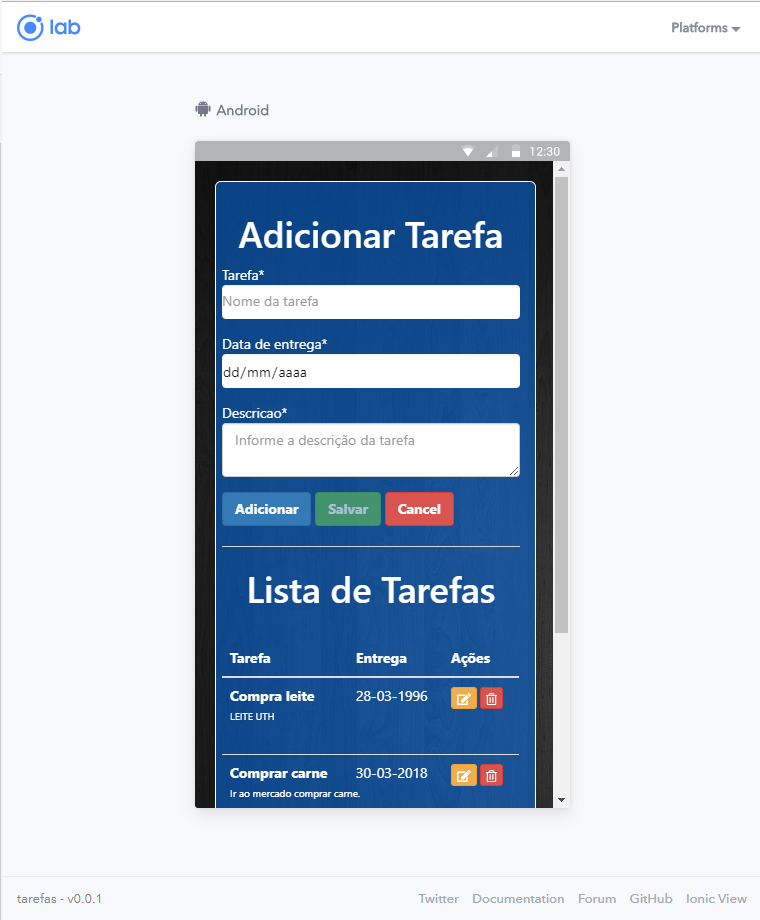 lab
Platforms
Android
12:30
Adicionar Tarefa
Tarefa*
Nome da tarefa
Data de entrega*
dd/mm/aaaa
Descricao*
Informe a descrição da tarefa
Adicionar Salvar Cancel
Lista de Tarefas
Tarefa Entrega Ações
Compra leite 28-03-1996
LEITE UTH
Comprar carne 30-03-2018
Ir ao mercado comprar carne.
tarefas - v0.0.1 Twitter Documentation Forum GitHub Ionic View